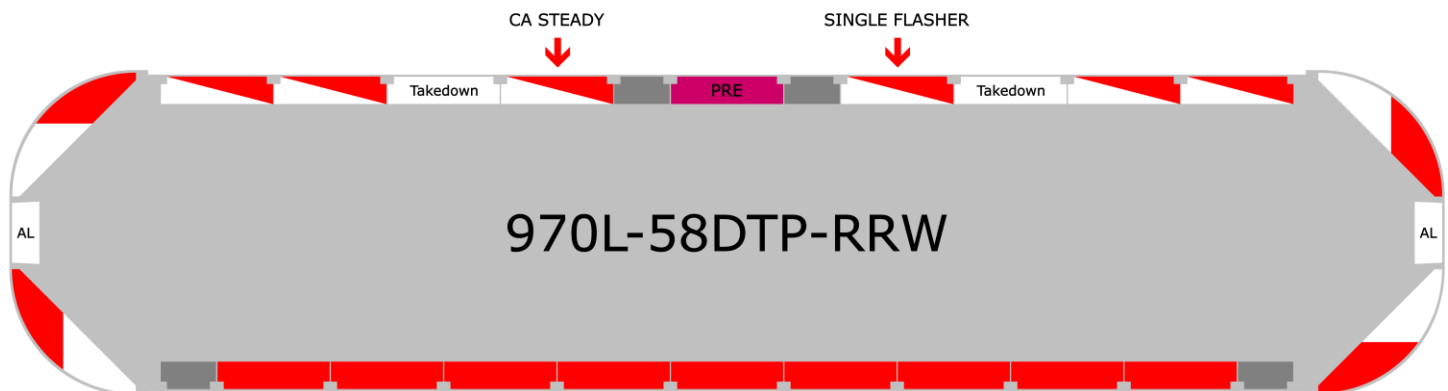 CA STEADY
SINGLE FLASHER
Takedown
PRE
Takedown
AL
970L-58DTP-RRW
AL